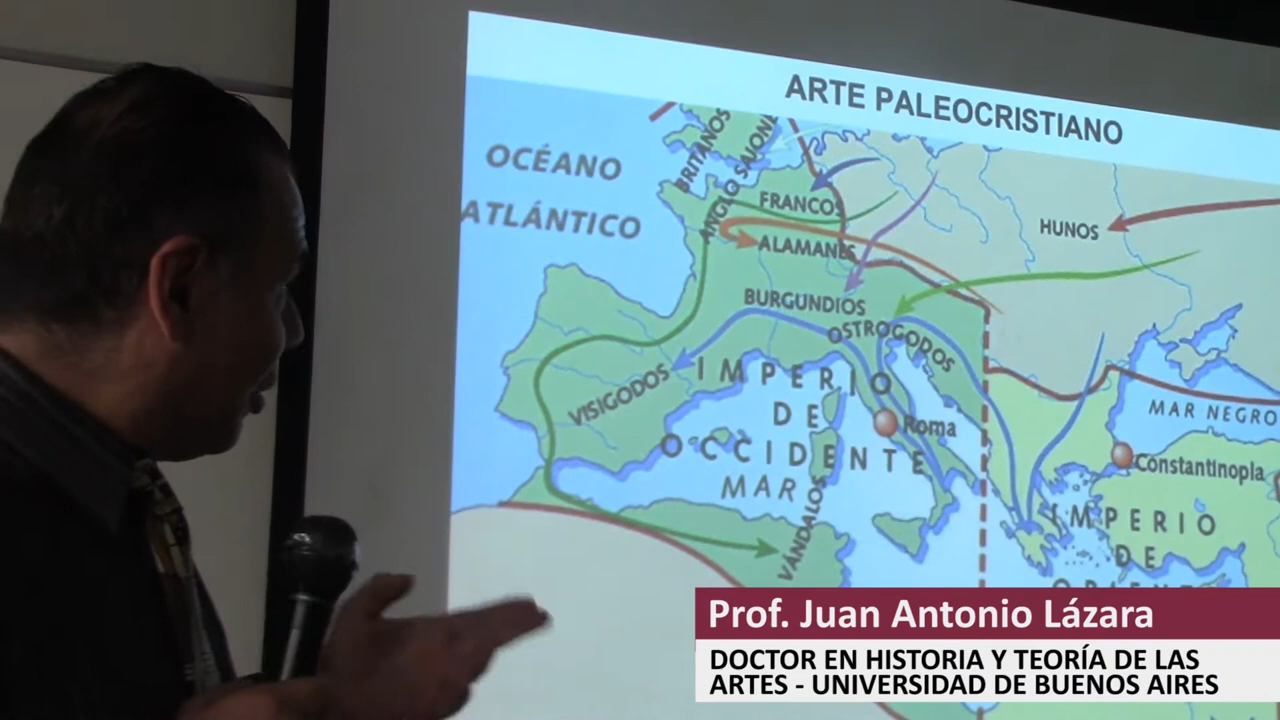 ARTE PALEOCRISTIANO
OCÉANO
ATLÁNTICO
BRITANOS
ANGLO SAJONE
FRANCOS
ALAMANES
HUNOS
BURGUNDIOS
OSTROGODOS
VISIGODOS
IMPERIO
DE
OCCIDENTE
Roma
MAR NEGRO
Constantinopla
MAR
VÁNDALOS
IMPERIO
DE
Prof. Juan Antonio Lázara
DOCTOR EN HISTORIA Y TEORÍA DE LAS
ARTES - UNIVERSIDAD DE BUENOS AIRES